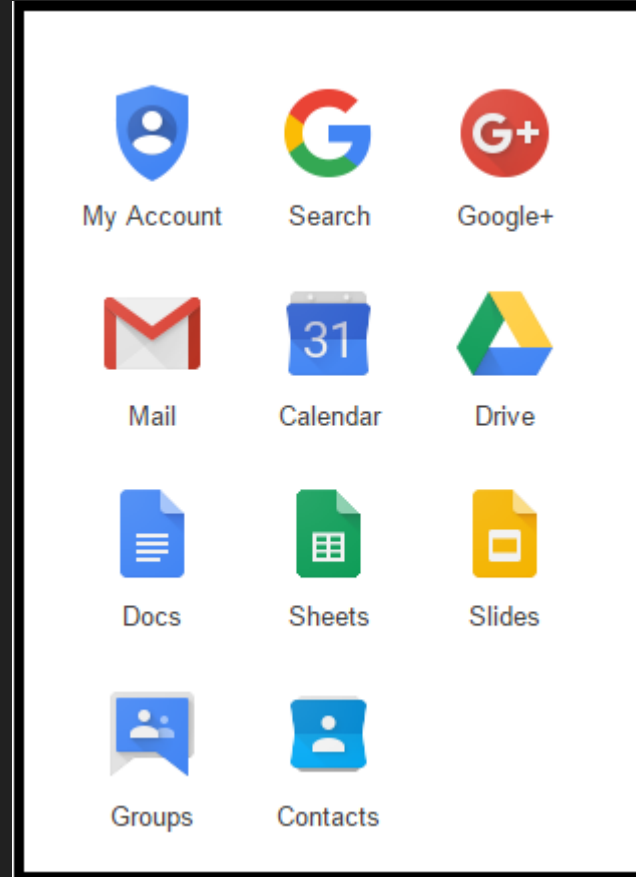 G+
My Account Search Google+
31
Mail Calendar Drive
Docs Sheets Slides
Groups Contacts